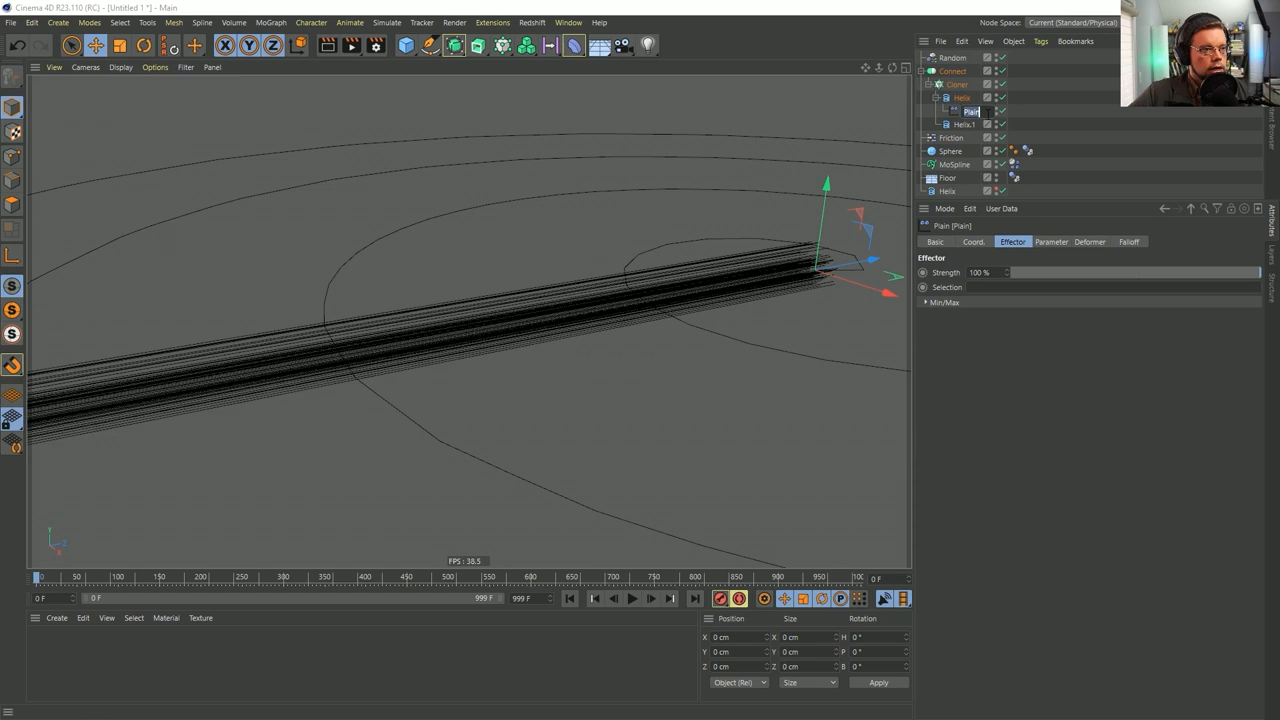 Cinema 4D R23.110 (RC) - [Untitled 1 *] - Main
File Edit Create Modes Select Tools Mesh Spline Volume MoGraph Character Animate Simulate Tracker Render Extensions Redshift Window Help
Node Space: Current (Standard/Physical)
View Cameras Display Options Filter Panel
File Edit View Object Tags Bookmarks
Random
Connect
Cloner
Helix
Plain
Helix.1
Friction
Sphere
MoSpline
Floor
Helix
Mode Edit User Data
Plain [Plain]
Basic Coord. Effector Parameter Deformer Falloff
Effector
Strength 100 %
Selection
Min/Max
Attributes
Layers
Structure
X Y Z
FPS : 38.5
0 50 100 150 200 250 300 350 400 450 500 550 600 650 700 750 800 850 900 950 100 0 F
0 F 0 F 999 F 999 F
Create Edit View Select Material Texture
Position Size Rotation
X 0 cm X 0 cm H 0 °
Y 0 cm Y 0 cm P 0 °
Z 0 cm Z 0 cm B 0 °
Object (Rel) Size Apply